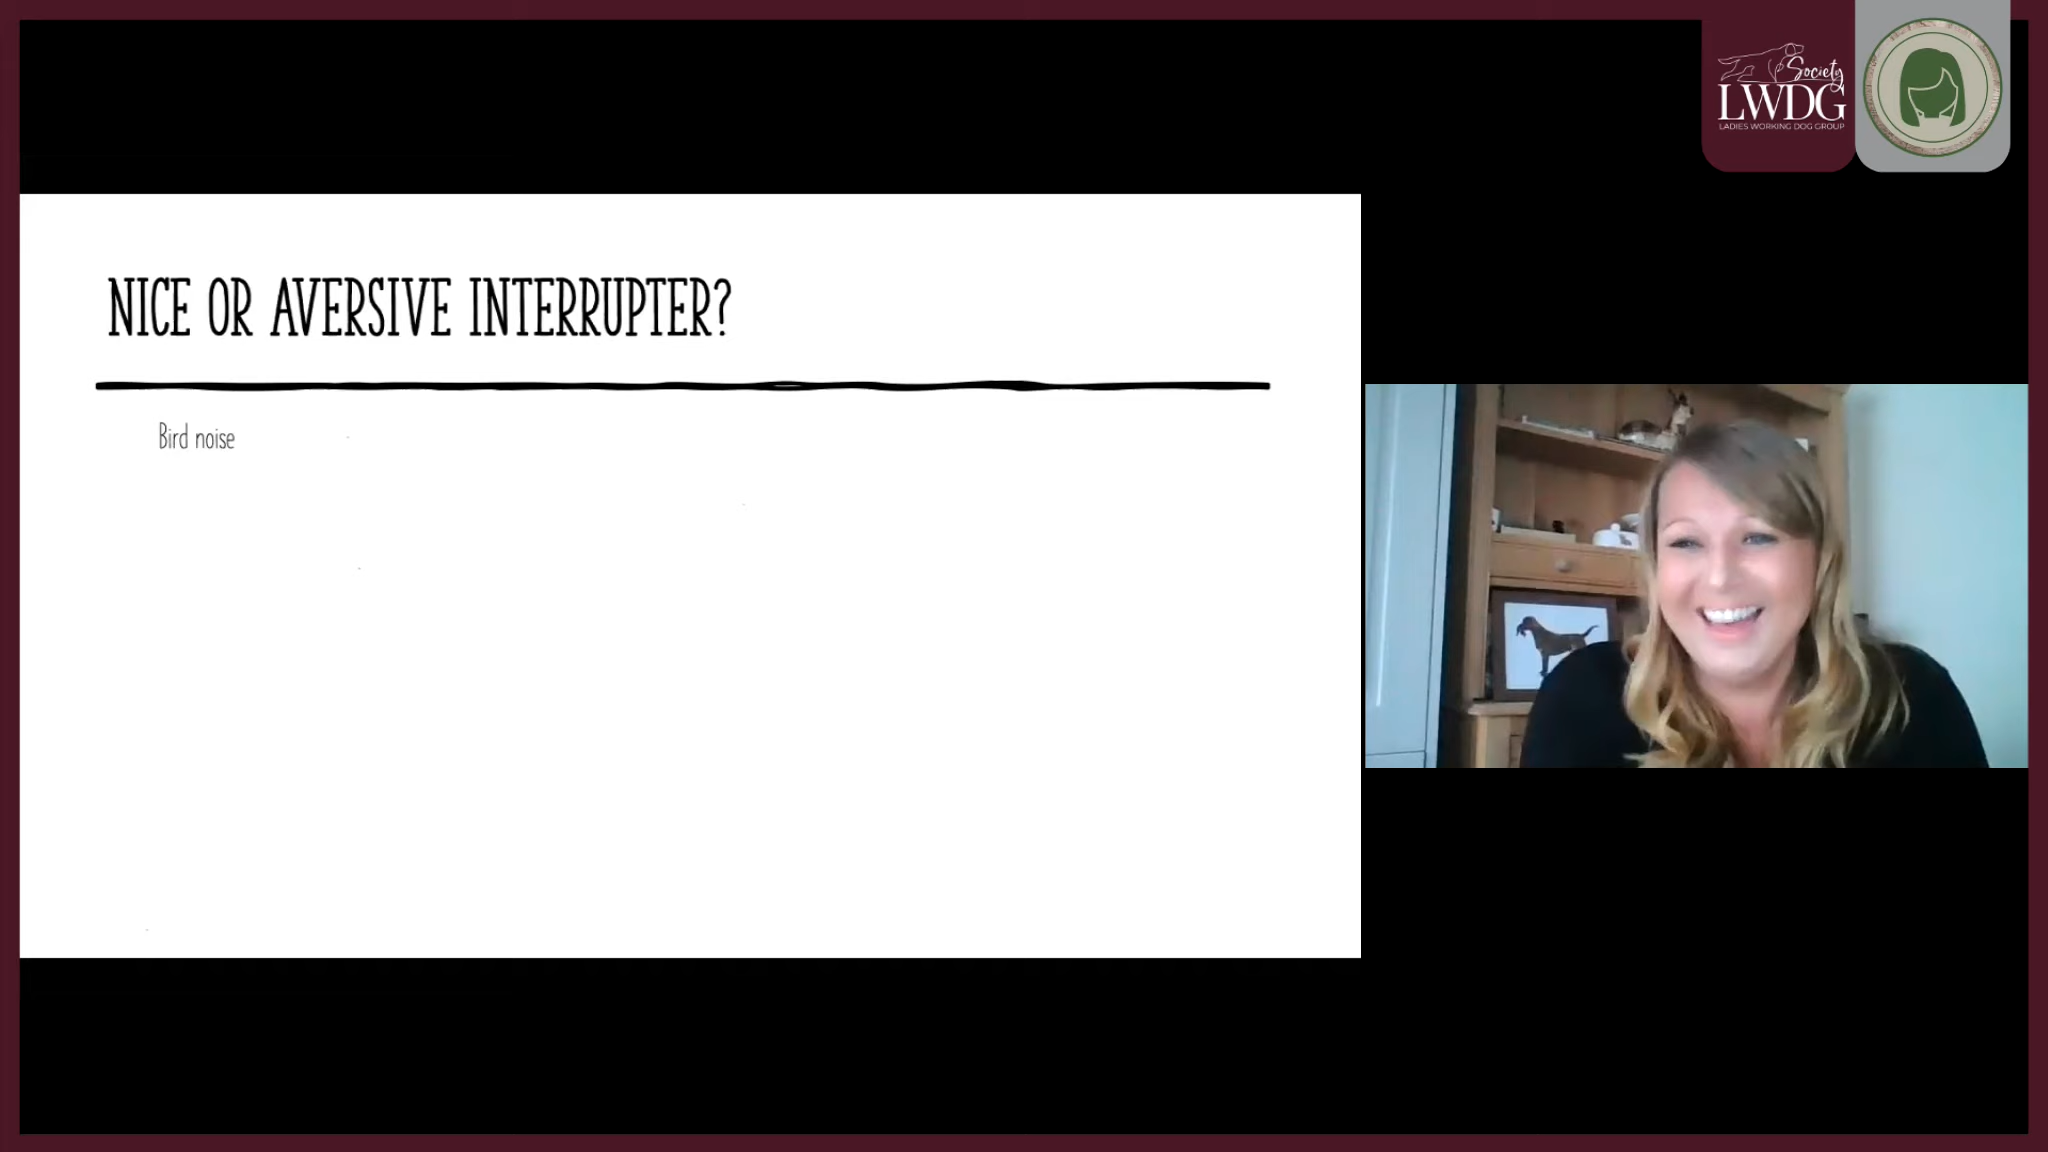 Society
LWDG
LADIES WORKING DOG GROUP
NICE OR AVERSIVE INTERRUPTER?
Bird noise